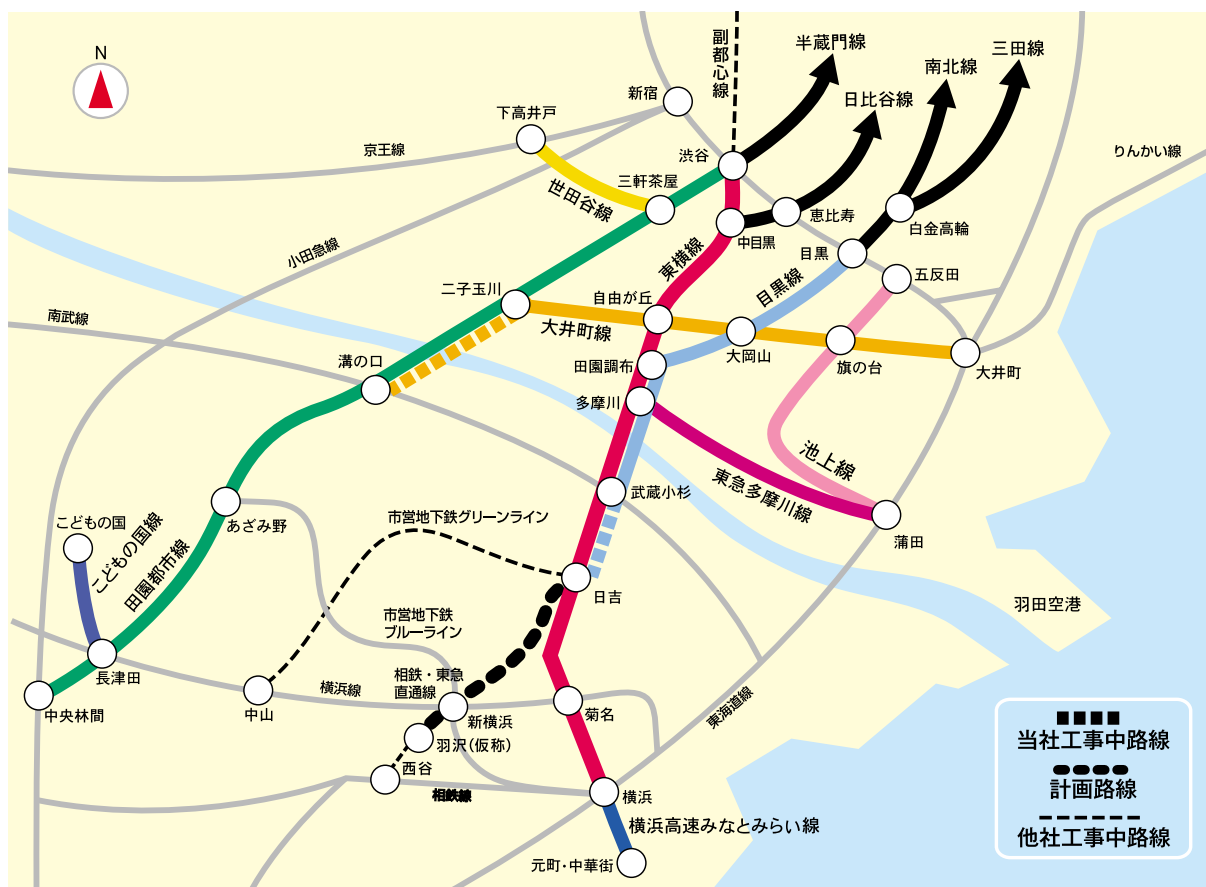 N
副都心線
半蔵門線
三田線
南北線
日比谷線
新宿
下高井戸
京王線
りんかい線
渋谷
三軒茶屋
世田谷線
恵比寿
白金高輪
中目黒
東横線
目黒
小田急線
五反田
目黒線
二子玉川
自由が丘
南武線
大井町線
大岡山
旗の台
大井町
溝の口
田園調布
多摩川
池上線
東急多摩川線
武蔵小杉
こどもの国
あざみ野
市営地下鉄グリーンライン
蒲田
こどもの国線
田園都市線
日吉
羽田空港
市営地下鉄
ブルーライン
長津田
相鉄・東急
直通線
横浜線
中央林間
中山
新横浜
菊名
東海道線
羽沢(仮称)
西谷
相鉄線
横浜
横浜高速みなとみらい線
元町・中華街
当社工事中路線
計画路線
他社工事中路線